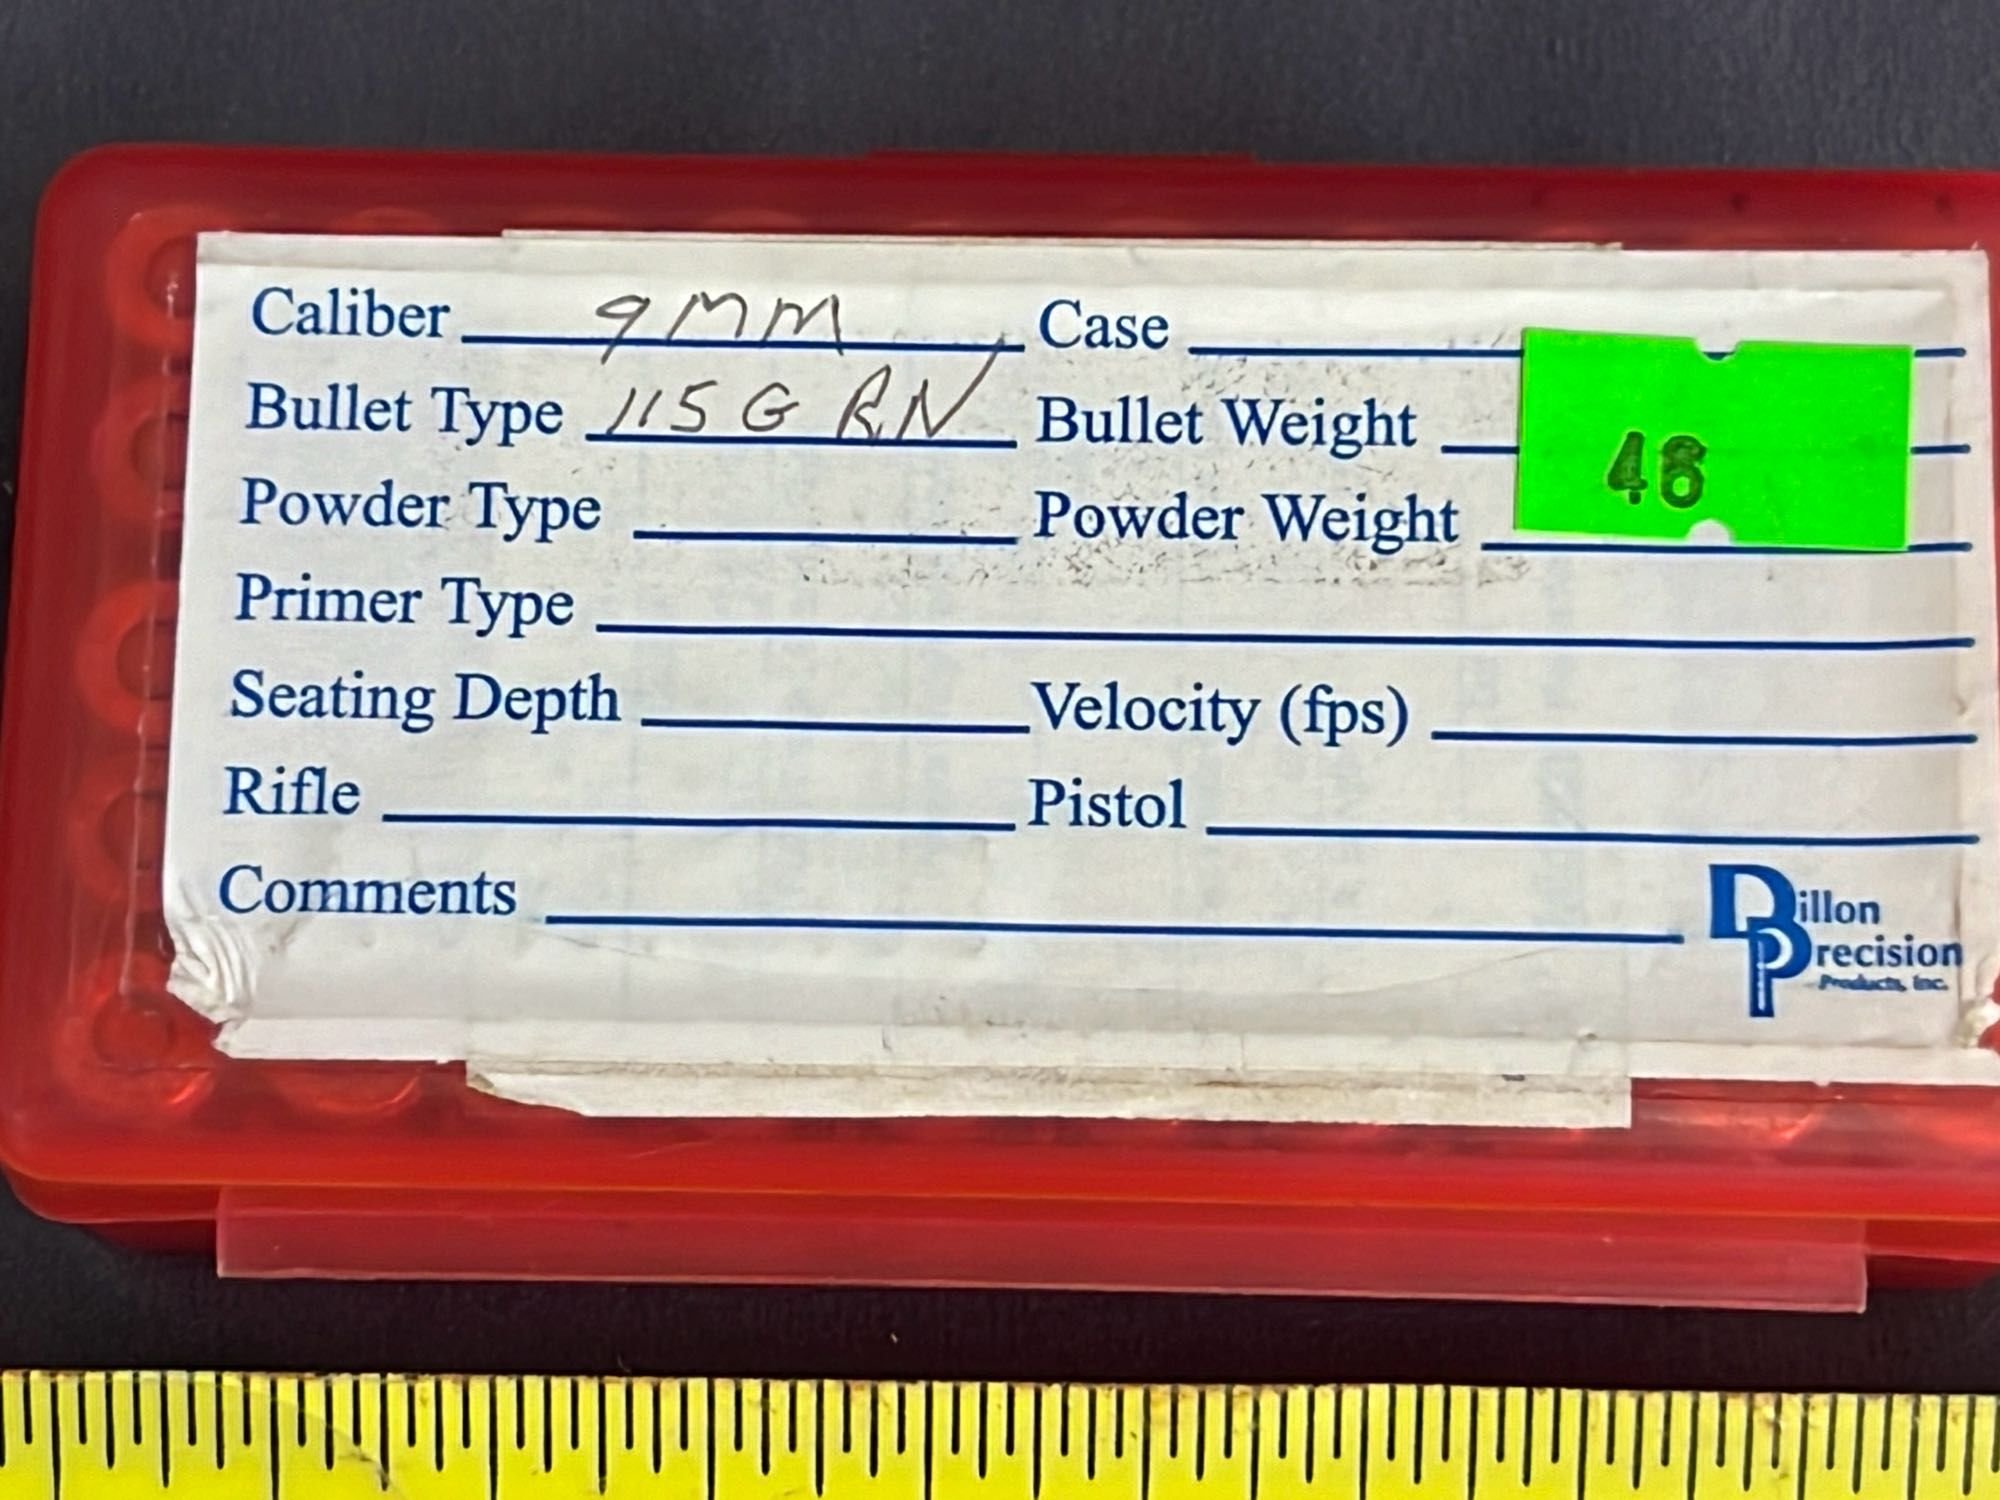 Caliber 9MM Case
Bullet Type 115 G RN Bullet Weight
46
Powder Type Powder Weight
Primer Type
Seating Depth Velocity (fps)
Rifle Pistol
Comments
Dillon
Precision
Products, Inc.